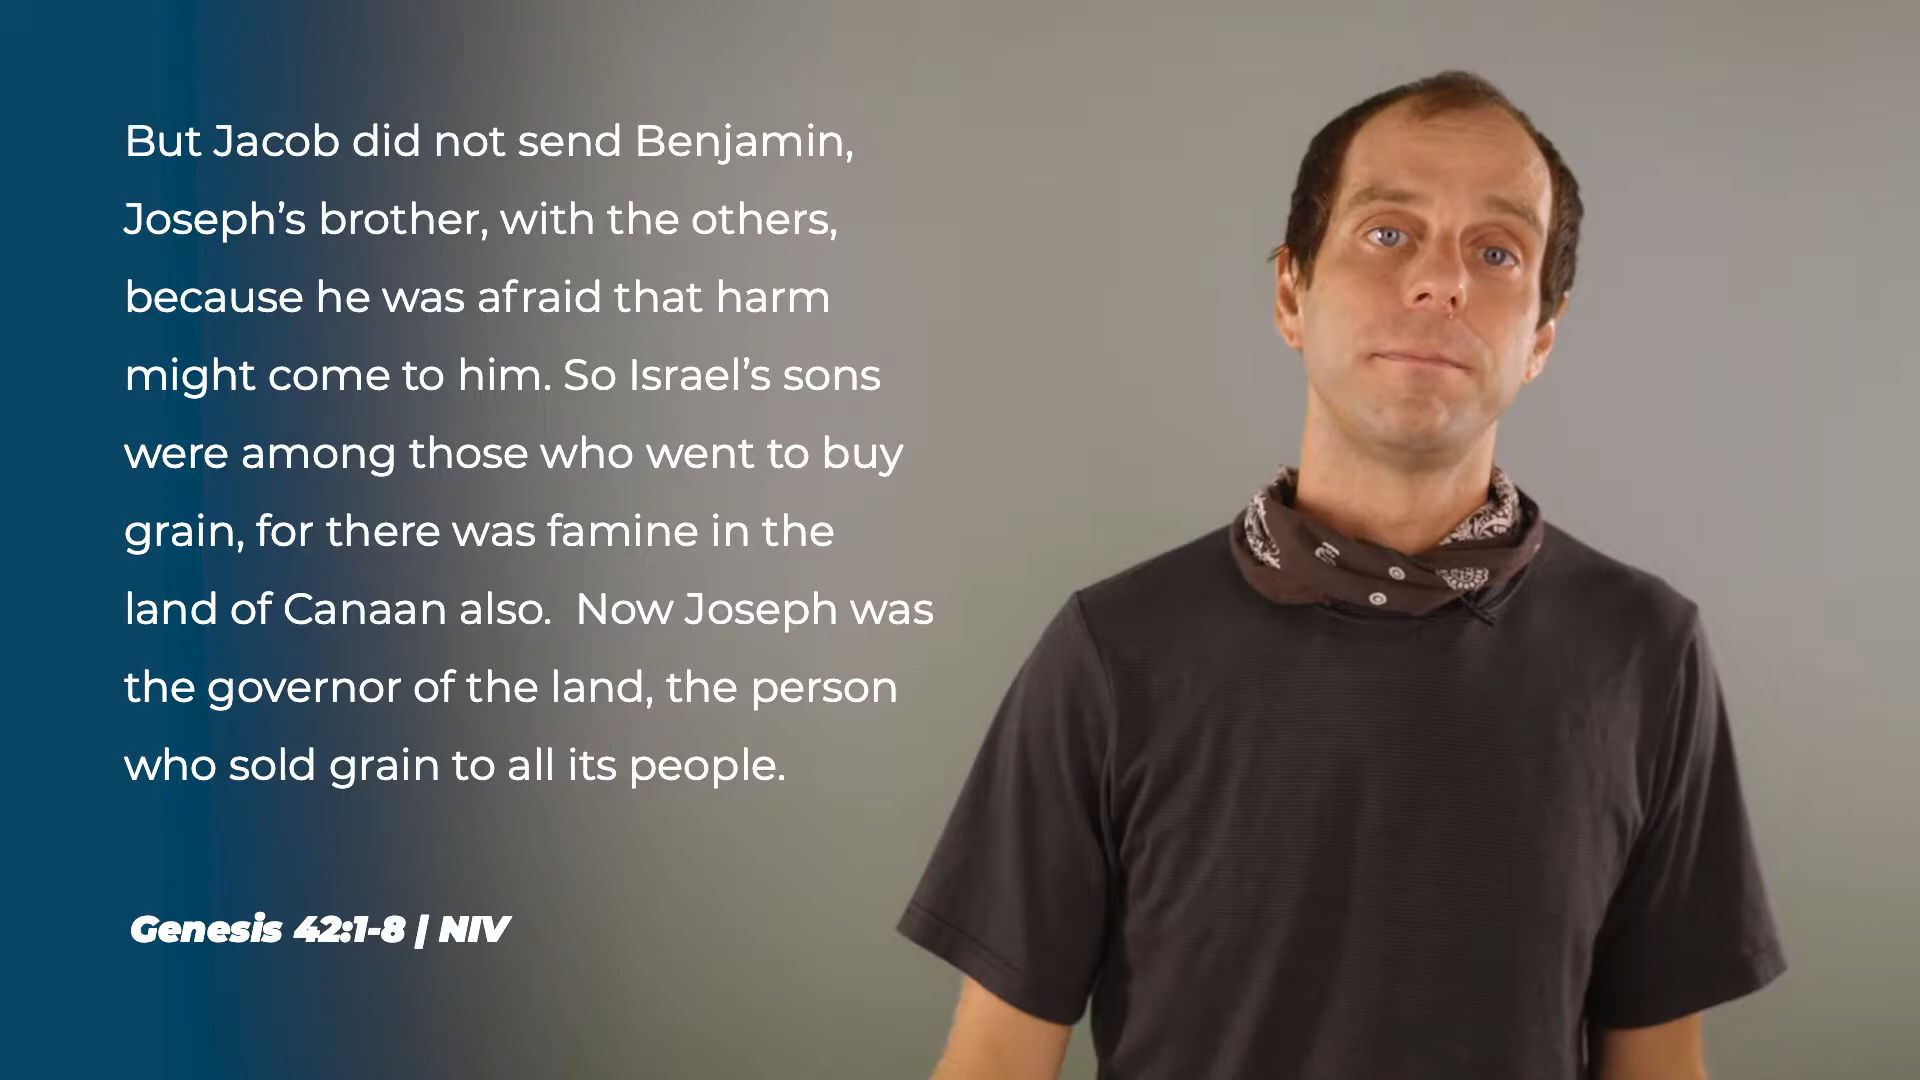 But Jacob did not send Benjamin,
Joseph’s brother, with the others,
because he was afraid that harm
might come to him. So Israel’s sons
were among those who went to buy
grain, for there was famine in the
land of Canaan also.  Now Joseph was
the governor of the land, the person
who sold grain to all its people.
Genesis 42:1-8 | NIV